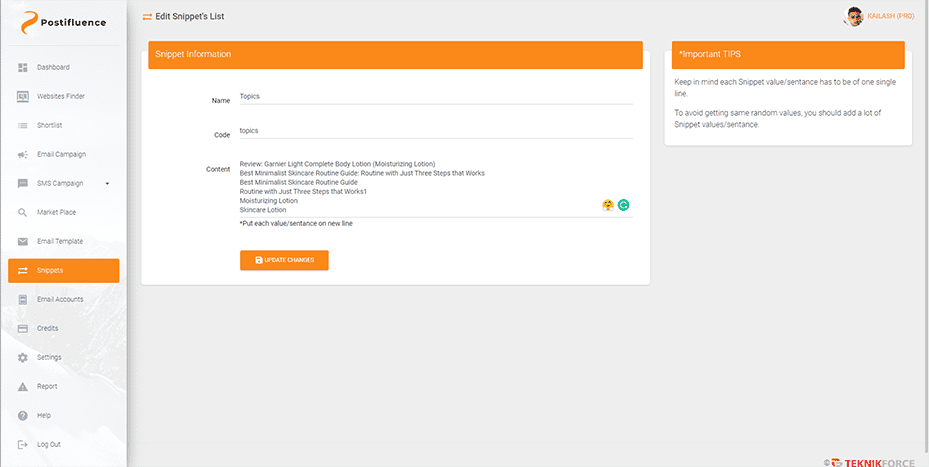 Postifluence
Edit Snippet's List
KAILASH (PRO)
Dashboard
Websites Finder
Shortlist
Email Campaign
SMS Campaign
Market Place
Email Template
Snippets
Email Accounts
Credits
Settings
Report
Help
Log Out
Snippet Information
Name
Topics
Code
topics
Content
Review: Garnier Light Complete Body Lotion (Moisturizing Lotion)
Best Minimalist Skincare Routine Guide: Routine with Just Three Steps that Works
Best Minimalist Skincare Routine Guide
Routine with Just Three Steps that Works1
Moisturizing Lotion
Skincare Lotion
*Put each value/sentance on new line
UPDATE CHANGES
*Important TIPS
Keep in mind each Snippet value/sentance has to be of one single
line.
To avoid getting same random values, you should add a lot of
Snippet values/sentance.
© TEKNIKFORCE